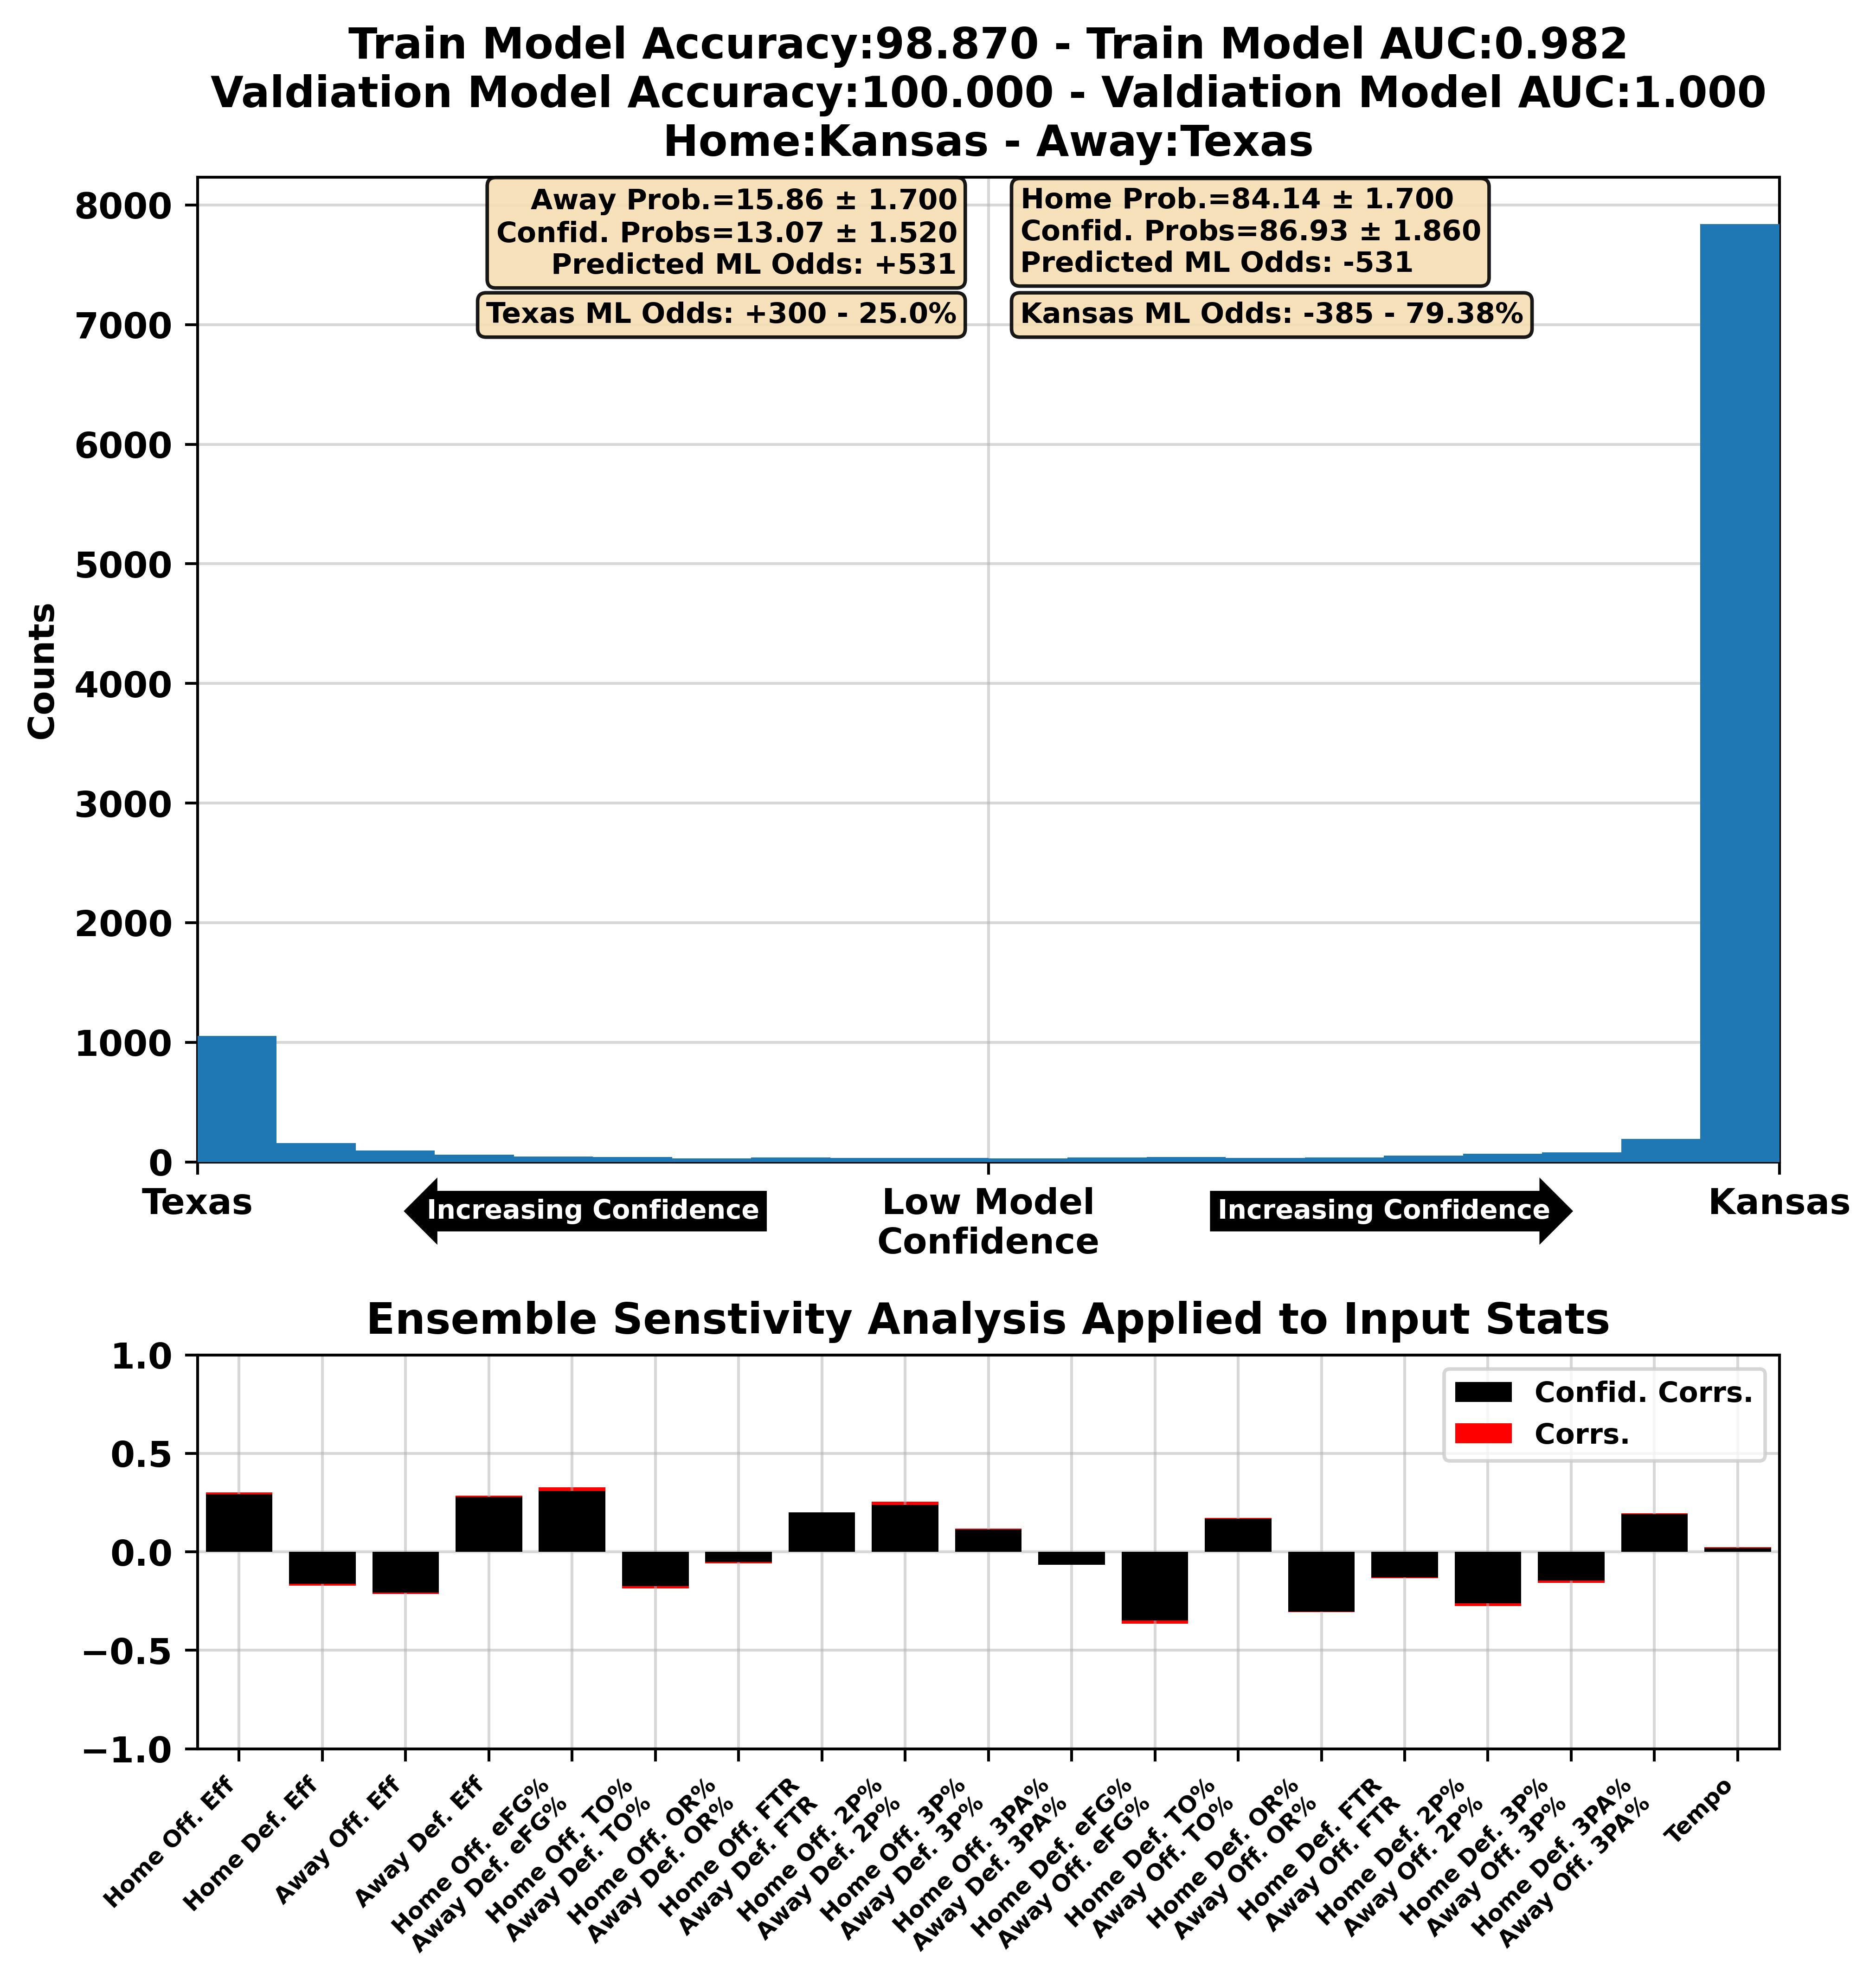 Train Model Accuracy:98.870 - Train Model AUC:0.982
Valdiation Model Accuracy:100.000 - Valdiation Model AUC:1.000
Home:Kansas - Away:Texas
Away Prob.=15.86 ± 1.700
Confid. Probs=13.07 ± 1.520
Predicted ML Odds: +531
Texas ML Odds: +300 - 25.0%
Home Prob.=84.14 ± 1.700
Confid. Probs=86.93 ± 1.860
Predicted ML Odds: -531
Kansas ML Odds: -385 - 79.38%
Counts
8000
7000
6000
5000
4000
3000
2000
1000
0
Texas
Increasing Confidence
Low Model
Confidence
Increasing Confidence
Kansas
Ensemble Senstivity Analysis Applied to Input Stats
1.0
0.5
0.0
−0.5
−1.0
Confid. Corrs.
Corrs.
Home Off. Eff
Home Def. Eff
Away Off. Eff
Away Def. Eff
Home Off. eFG%
Away Def. eFG%
Home Off. TO%
Away Def. TO%
Home Off. OR%
Away Def. OR%
Home Off. FTR
Away Def. FTR
Home Off. 2P%
Away Def. 2P%
Home Off. 3P%
Away Def. 3P%
Home Off. 3PA%
Away Def. 3PA%
Home Def. eFG%
Away Off. eFG%
Home Def. TO%
Away Off. TO%
Home Def. OR%
Away Off. OR%
Home Def. FTR
Away Off. FTR
Home Def. 2P%
Away Off. 2P%
Home Def. 3P%
Away Off. 3P%
Home Def. 3PA%
Away Off. 3PA%
Tempo